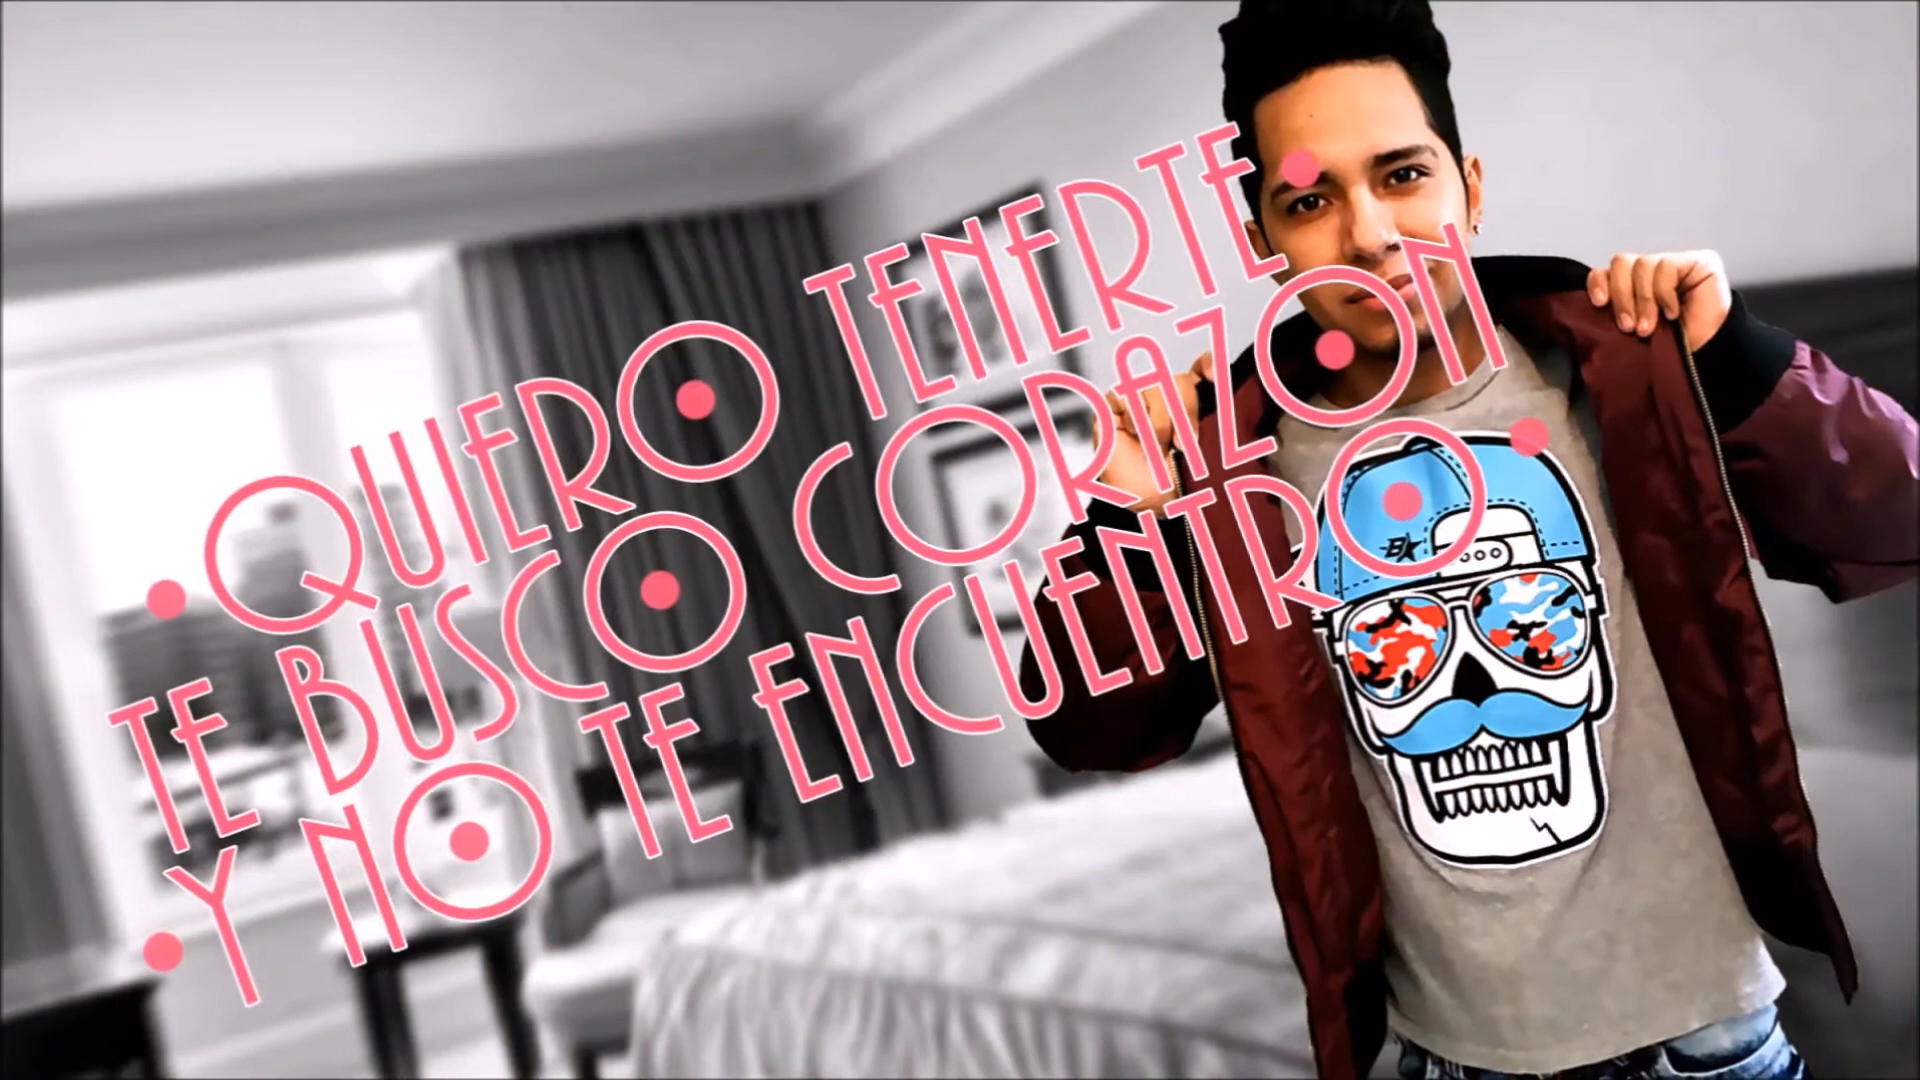 • QUIERO TENERTE •
TE BUSCO CORAZON
• Y NO TE ENCUENTRO •